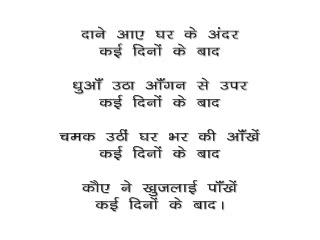 दाने आए घर के अंदर
कई दिनों के बाद
धुआँ उठा आँगन से उपर
कई दिनों के बाद
चमक उठीं घर भर की आँखें
कई दिनों के बाद
कौए ने खुजलाई पाँखें
कई दिनों के बाद।